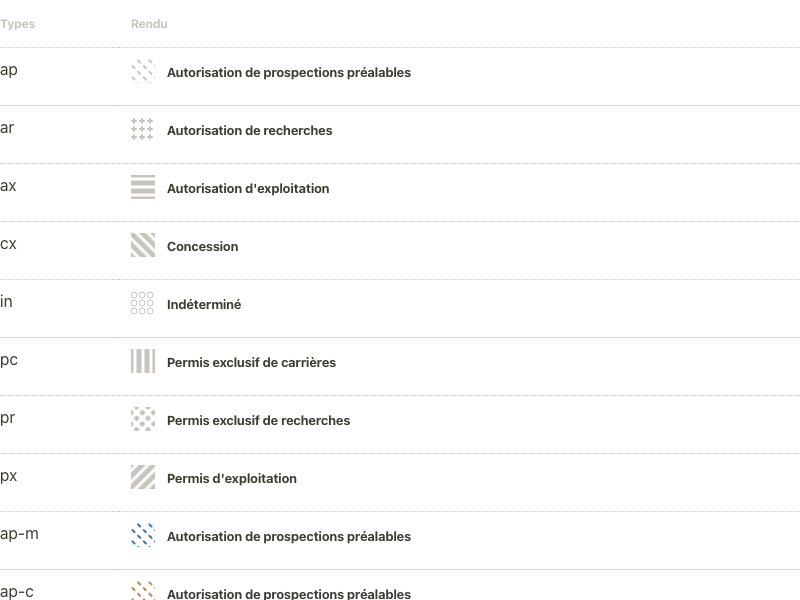 Types Rendu
ap Autorisation de prospections préalables
ar Autorisation de recherches
ax Autorisation d'exploitation
cx Concession
in Indéterminé
pc Permis exclusif de carrières
pr Permis exclusif de recherches
px Permis d'exploitation
ap-m Autorisation de prospections préalables
ap-c Autorisation de prospections préalables